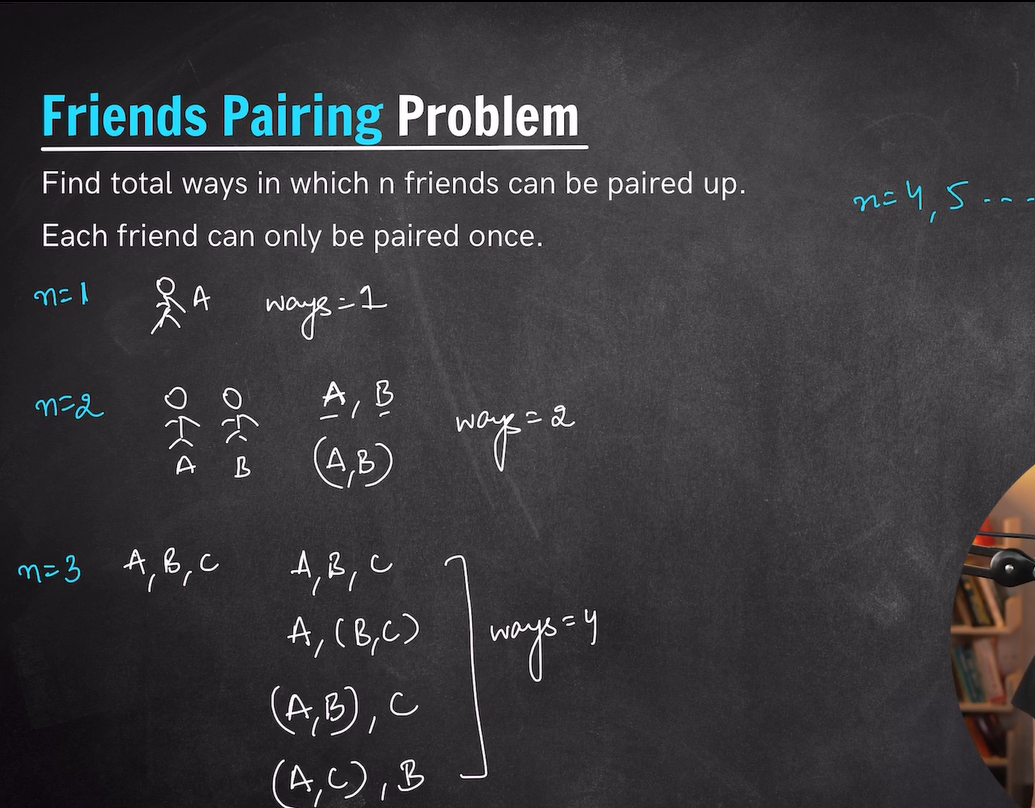 Friends Pairing Problem
Find total ways in which n friends can be paired up.
Each friend can only be paired once.
n=4, 5 ---
n=1 A ways=1
n=2 A B A, B
(A,B) ways=2
n=3 A, B, C A, B, C
A, (B,C) ways=4
(A,B), C
(A,C), B